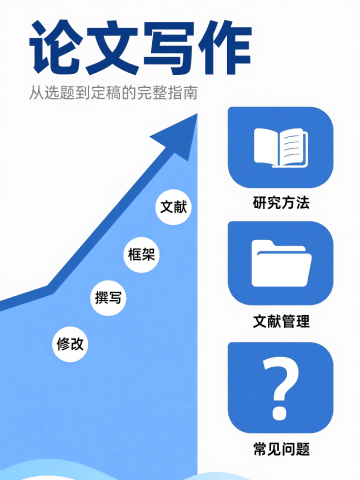 论文写作
从选题到定稿的完整指南
文献
框架
撰写
修改
研究方法
文献管理
?
常见问题